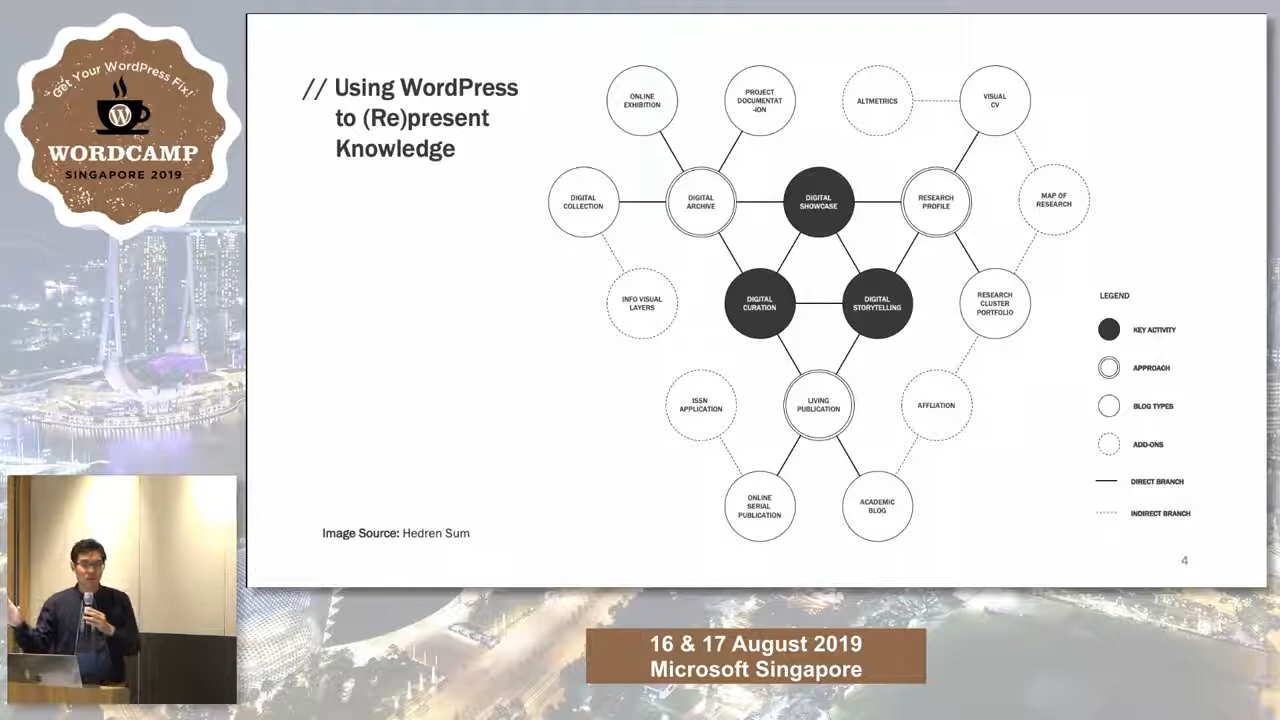 Get Your WordPress Fix!
WORDCAMP
SINGAPORE 2019
// Using WordPress
to (Re)present
Knowledge
ONLINE
EXHIBITION
PROJECT
DOCUMENTAT
-ION
ALTMETRICS
VISUAL
CV
DIGITAL
COLLECTION
DIGITAL
ARCHIVE
DIGITAL
SHOWCASE
RESEARCH
PROFILE
MAP OF
RESEARCH
INFO VISUAL
LAYERS
DIGITAL
CURATION
DIGITAL
STORYTELLING
RESEARCH
CLUSTER
PORTFOLIO
ISSN
APPLICATION
LIVING
PUBLICATION
AFFLIATION
ONLINE
SERIAL
PUBLICATION
ACADEMIC
BLOG
LEGEND
KEY ACTIVITY
APPROACH
BLOG TYPES
ADD-ONS
DIRECT BRANCH
INDIRECT BRANCH
Image Source: Hedren Sum
4
16 & 17 August 2019
Microsoft Singapore